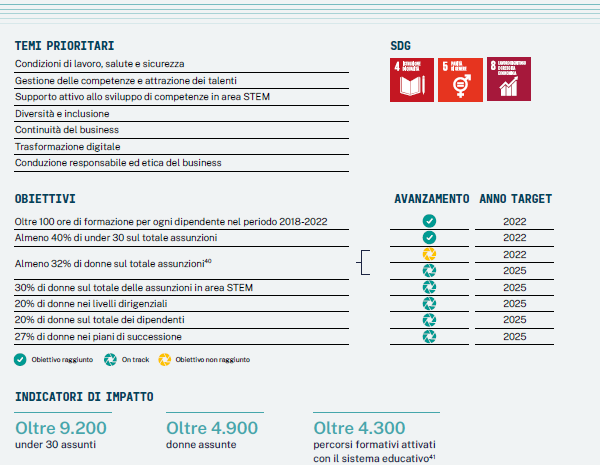 TEMI PRIORITARI
SDG
Condizioni di lavoro, salute e sicurezza
Gestione delle competenze e attrazione dei talenti
Supporto attivo allo sviluppo di competenze in area STEM
Diversità e inclusione
Continuità del business
Trasformazione digitale
Conduzione responsabile ed etica del business
4 ISTRUZIONE DI QUALITÀ
5 PARITÀ DI GENERE
8
OBIETTIVI
AVANZAMENTO ANNO TARGET
Oltre 100 ore di formazione per ogni dipendente nel periodo 2018-2022 2022
Almeno 40% di under 30 sul totale assunzioni 2022
Almeno 32% di donne sul totale assunzioni⁴⁰ 2022
2025
30% di donne sul totale delle assunzioni in area STEM 2025
20% di donne nei livelli dirigenziali 2025
20% di donne sul totale dei dipendenti 2025
27% di donne nei piani di successione 2025
Obiettivo raggiunto On track Obiettivo non raggiunto
INDICATORI DI IMPATTO
Oltre 9.200
under 30 assunti
Oltre 4.900
donne assunte
Oltre 4.300
percorsi formativi attivati
con il sistema educativo⁴¹